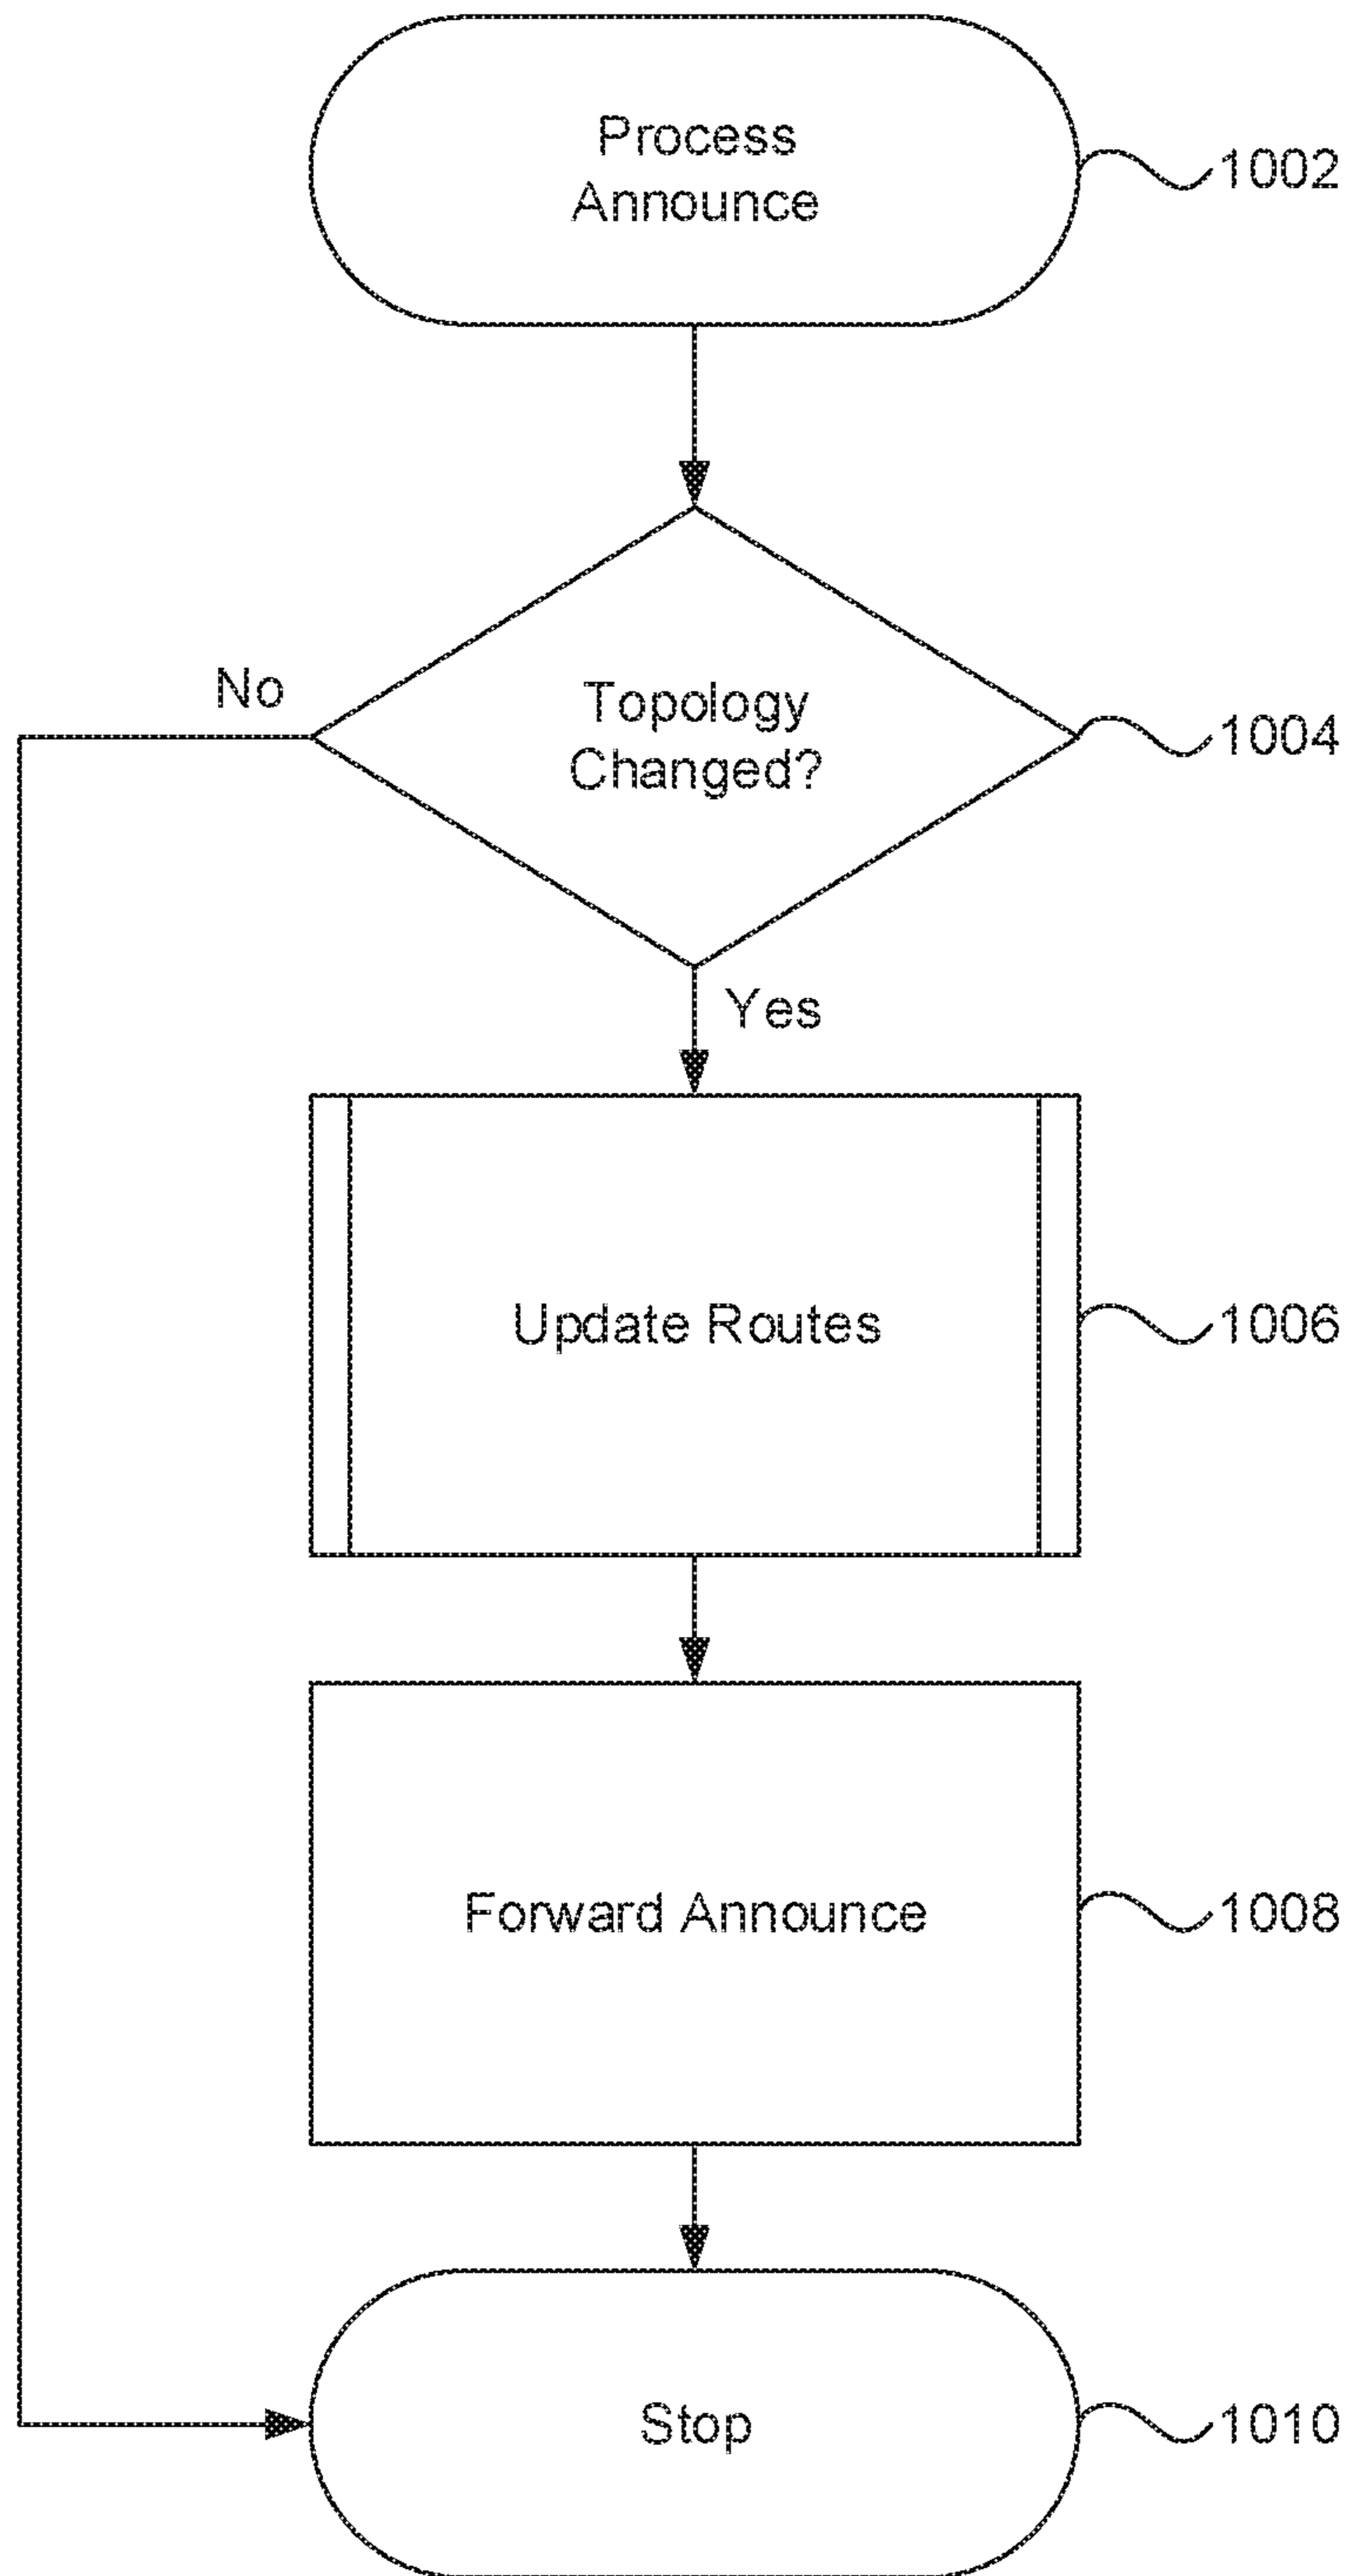 Process
Announce
1002
No
Topology
Changed?
1004
Yes
Update Routes
1006
Forward Announce
1008
Stop
1010